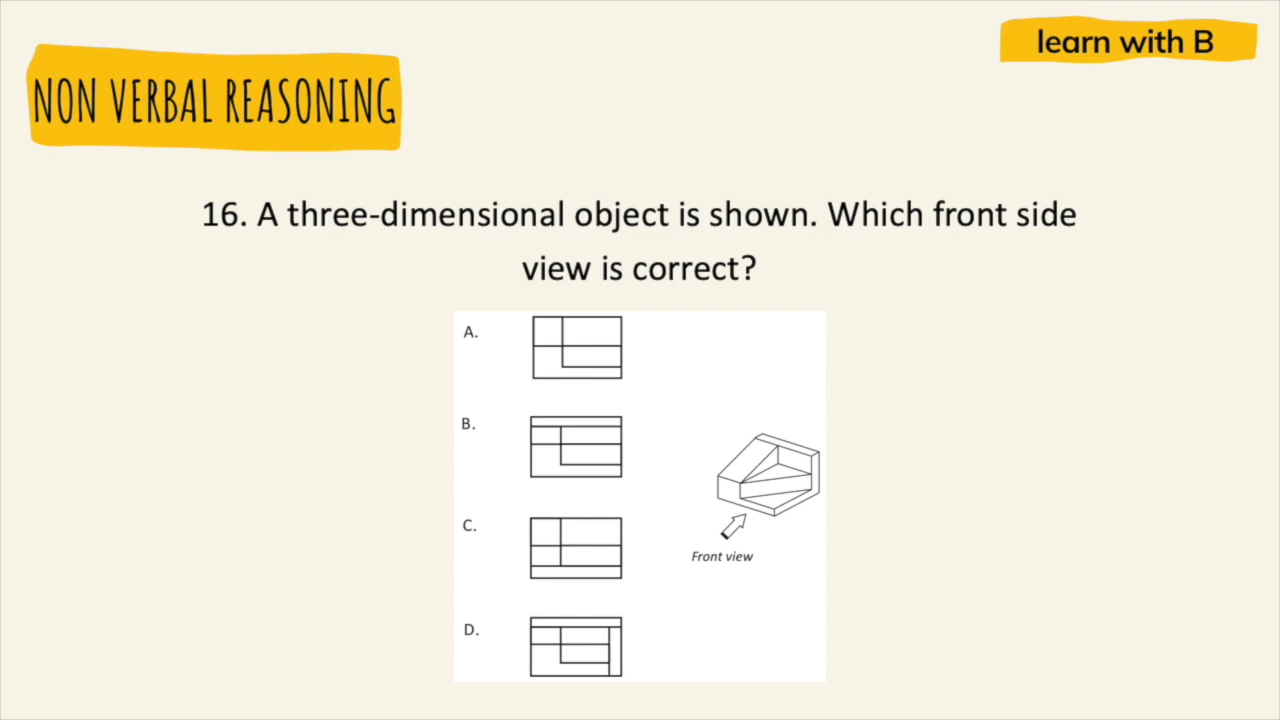 learn with B
NON VERBAL REASONING
16. A three-dimensional object is shown. Which front side
view is correct?
A.
B.
C.
D.
Front view